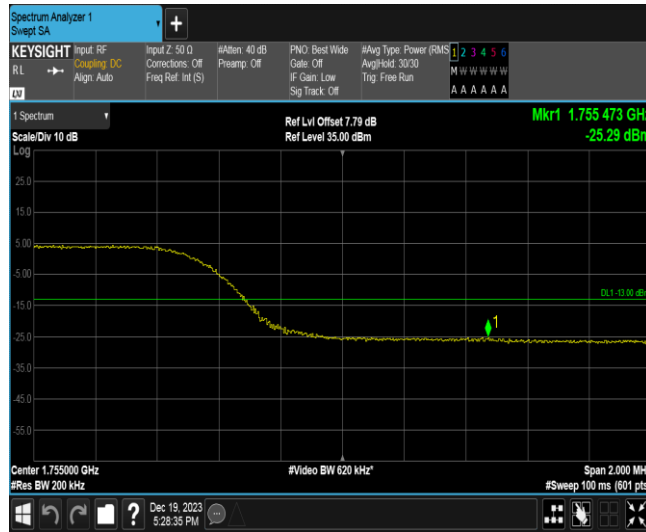 Spectrum Analyzer 1
Swept SA
+
KEYSIGHT
RL
LXI
Input: RF
Coupling: DC
Align: Auto
Input Z: 50 Ω
Corrections: Off
Freq Ref: Int (S)
#Atten: 40 dB
Preamp: Off
PNO: Best Wide
Gate: Off
IF Gain: Low
Sig Track: Off
#Avg Type: Power (RMS
Avg|Hold: 30/30
Trig: Free Run
1 2 3 4 5 6
M W W W W W
A A A A A A
1 Spectrum
Scale/Div 10 dB
Log
Ref Lvl Offset 7.79 dB
Ref Level 35.00 dBm
Mkr1 1.755 473 GHz
-25.29 dBm
25.0
15.0
5.00
-5.00
-15.0
-25.0
-35.0
-45.0
-55.0
DL1 -13.00 dBm
1
Center 1.755000 GHz
#Res BW 200 kHz
#Video BW 620 kHz*
Span 2.000 MH
#Sweep 100 ms (601 pts
?
Dec 19, 2023
5:28:35 PM